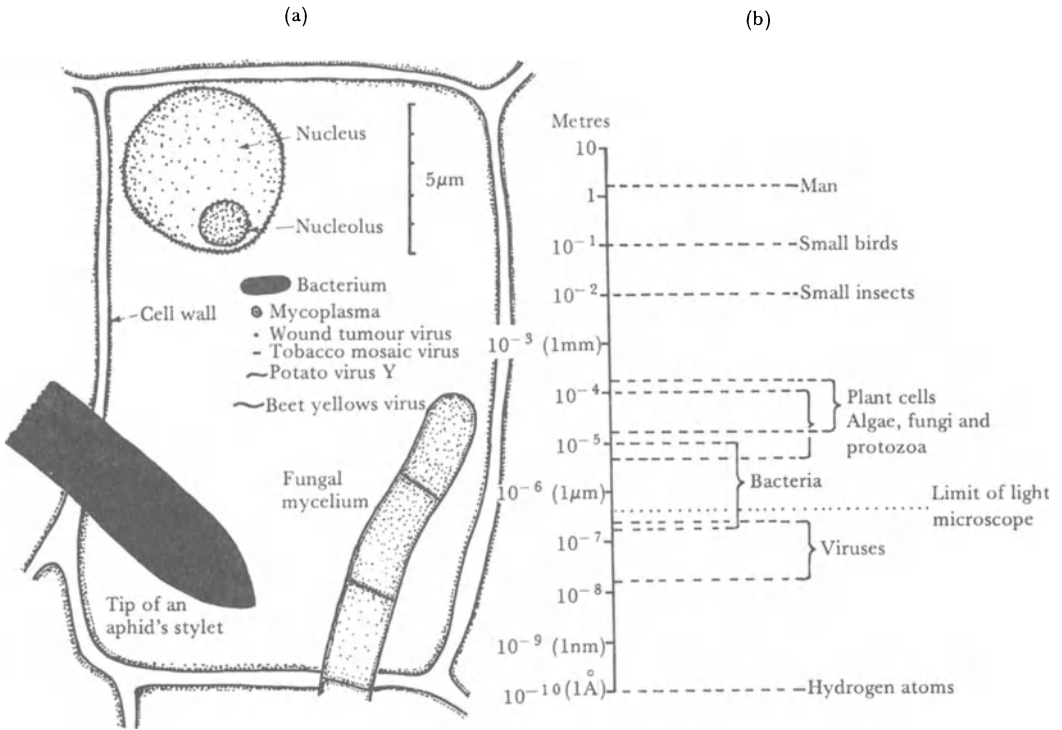 (a)
Nucleus
5μm
Nucleolus
Bacterium
Cell wall
Mycoplasma
Wound tumour virus
Tobacco mosaic virus
Potato virus Y
Beet yellows virus
Fungal
mycelium
Tip of an
aphid's stylet
(b)
Metres
10
1
10⁻¹
10⁻²
10⁻³ (1mm)
10⁻⁴
10⁻⁵
10⁻⁶ (1μm)
10⁻⁷
10⁻⁸
10⁻⁹ (1nm)
10⁻¹⁰ (1Å)
Man
Small birds
Small insects
Plant cells
Algae, fungi and
protozoa
Bacteria
Limit of light
microscope
Viruses
Hydrogen atoms